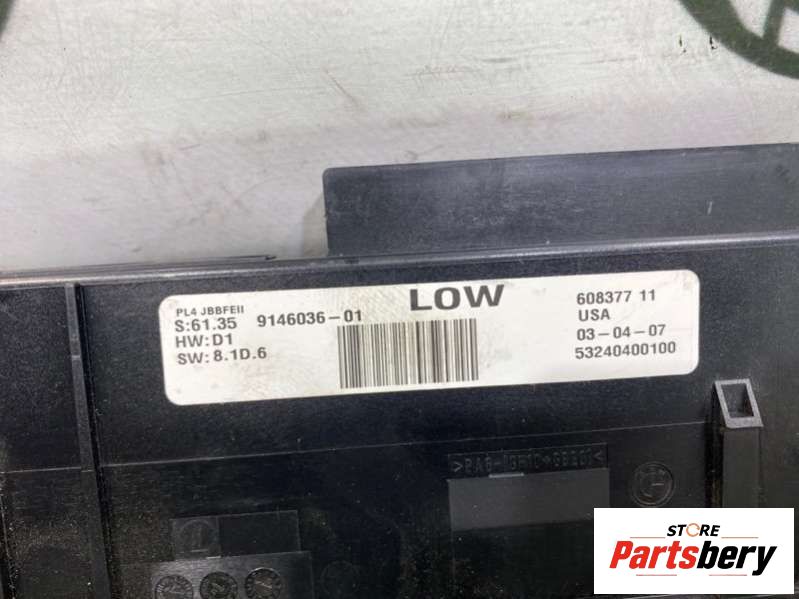 PL4 JBBFEII
S:61.35 9146036-01
HW:D1
SW:8.1D.6
LOW
608377 11
USA
03-04-07
53240400100
STORE
Partsbery